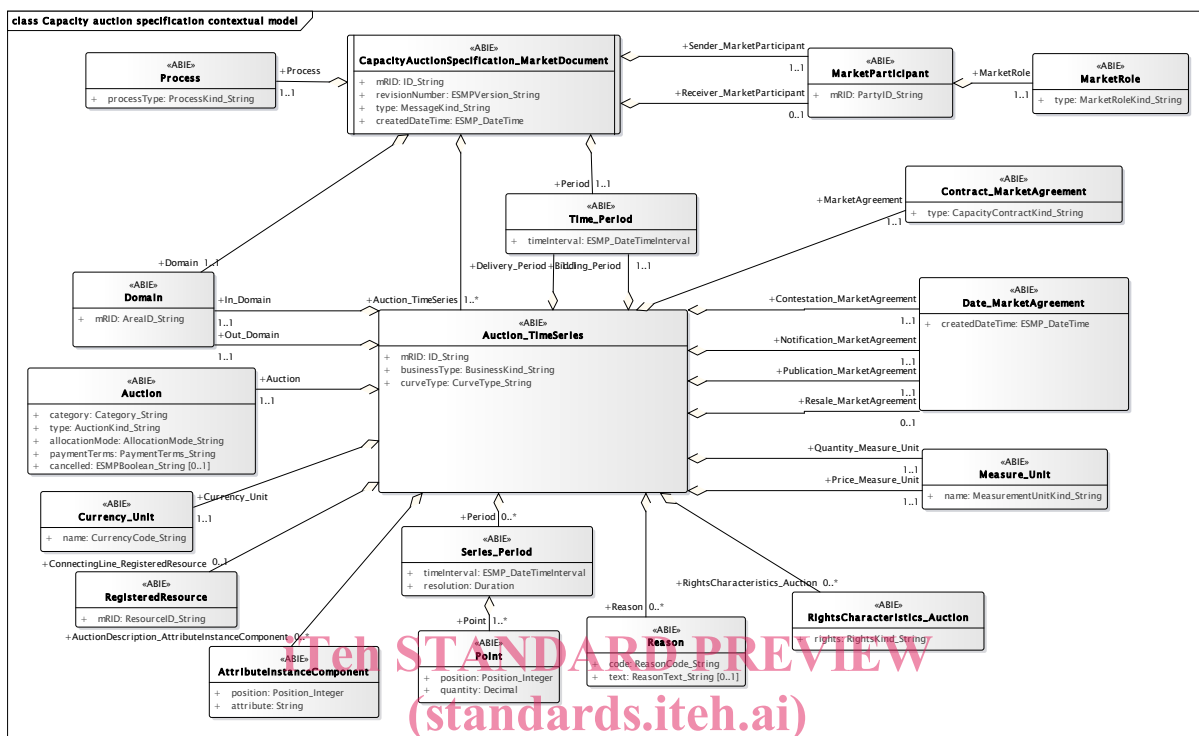 class Capacity auction specification contextual model
«ABIE»
Process
+ processType: ProcessKind_String
+Process
1..1
«ABIE»
CapacityAuctionSpecification_MarketDocument
+ mRID: ID_String
+ revisionNumber: ESMPVersion_String
+ type: MessageKind_String
+ createdDateTime: ESMP_DateTime
+Sender_MarketParticipant
1..1
+Receiver_MarketParticipant
0..1
«ABIE»
MarketParticipant
+ mRID: PartyID_String
+MarketRole
1..1
«ABIE»
MarketRole
+ type: MarketRoleKind_String
+Period 1..1
«ABIE»
Time_Period
+ timeInterval: ESMP_DateTimeInterval
+Delivery_Period 1..1
+Bidding_Period 1..1
+MarketAgreement
1..1
«ABIE»
Contract_MarketAgreement
+ type: CapacityContractKind_String
+Domain 1..1
«ABIE»
Domain
+ mRID: AreaID_String
+In_Domain
1..1
+Out_Domain
1..1
+Auction_TimeSeries 1..*
«ABIE»
Auction_TimeSeries
+ mRID: ID_String
+ businessType: BusinessKind_String
+ curveType: CurveType_String
+Contestation_MarketAgreement
1..1
+Notification_MarketAgreement
1..1
+Publication_MarketAgreement
1..1
+Resale_MarketAgreement
0..1
«ABIE»
Date_MarketAgreement
+ createdDateTime: ESMP_DateTime
«ABIE»
Auction
+ category: Category_String
+ type: AuctionKind_String
+ allocationMode: AllocationMode_String
+ paymentTerms: PaymentTerms_String
+ cancelled: ESMPBoolean_String [0..1]
+Auction
1..1
+Quantity_Measure_Unit
1..1
+Price_Measure_Unit
1..1
«ABIE»
Measure_Unit
+ name: MeasurementUnitKind_String
«ABIE»
Currency_Unit
+ name: CurrencyCode_String
+Currency_Unit
1..1
+ConnectingLine_RegisteredResource 0..1
«ABIE»
RegisteredResource
+ mRID: ResourceID_String
+Period 0..*
«ABIE»
Series_Period
+ timeInterval: ESMP_DateTimeInterval
+ resolution: Duration
+RightsCharacteristics_Auction 0..*
«ABIE»
RightsCharacteristics_Auction
+ rights: RightsKind_String
+AuctionDescription_AttributeInstanceComponent 0..*
«ABIE»
AttributeInstanceComponent
+ position: Position_Integer
+ attribute: String
+Point 1..*
«ABIE»
Point
+ position: Position_Integer
+ quantity: Decimal
+Reason 0..*
«ABIE»
Reason
+ code: ReasonCode_String
+ text: ReasonText_String [0..1]
iTeh STANDARD PREVIEW
(standards.iteh.ai)